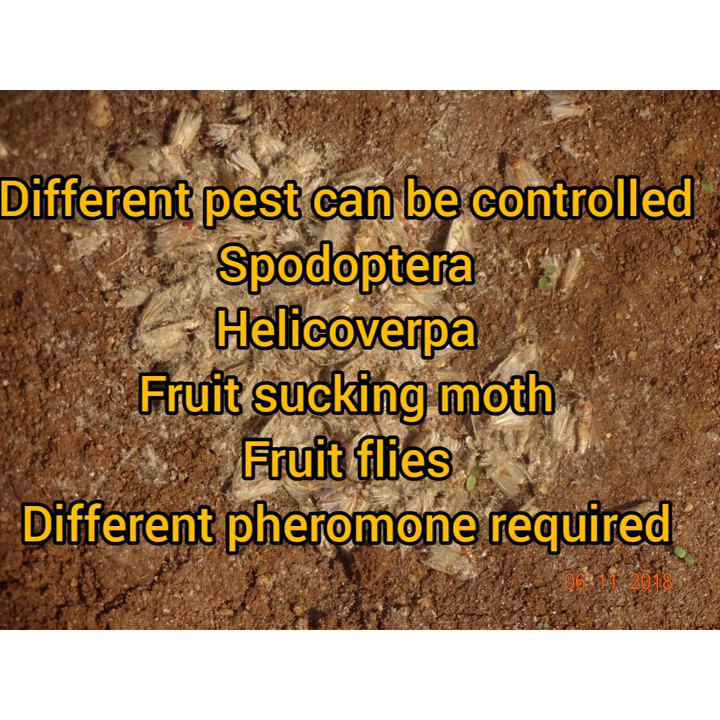 Different pest can be controlled
Spodoptera
Helicoverpa
Fruit sucking moth
Fruit flies
Different pheromone required
06 11 2018